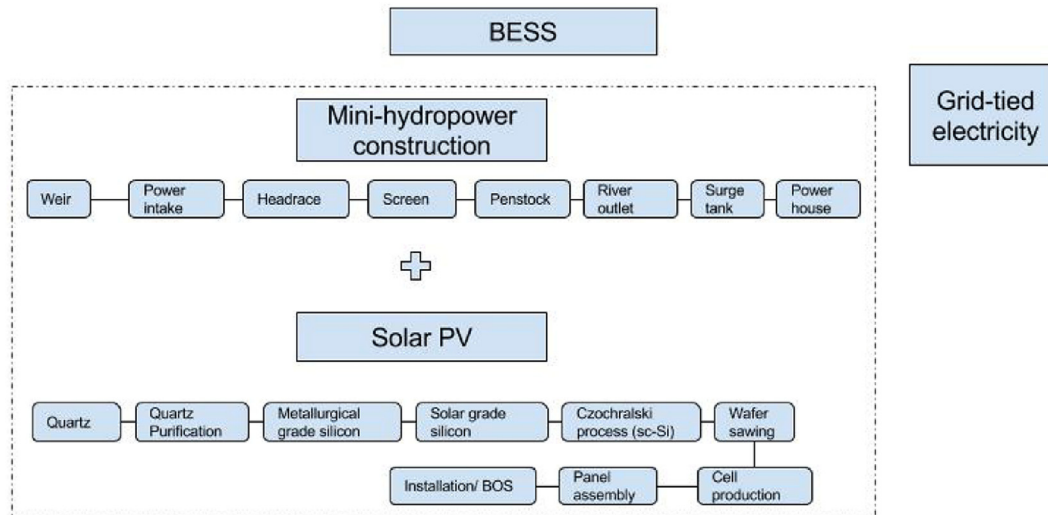 BESS
Grid-tied
electricity
Mini-hydropower
construction
Weir
Power
intake
Headrace
Screen
Penstock
River
outlet
Surge
tank
Power
house
Solar PV
Quartz
Quartz
Purification
Metallurgical
grade silicon
Solar grade
silicon
Czochralski
process (sc-Si)
Wafer
sawing
Installation/ BOS
Panel
assembly
Cell
production